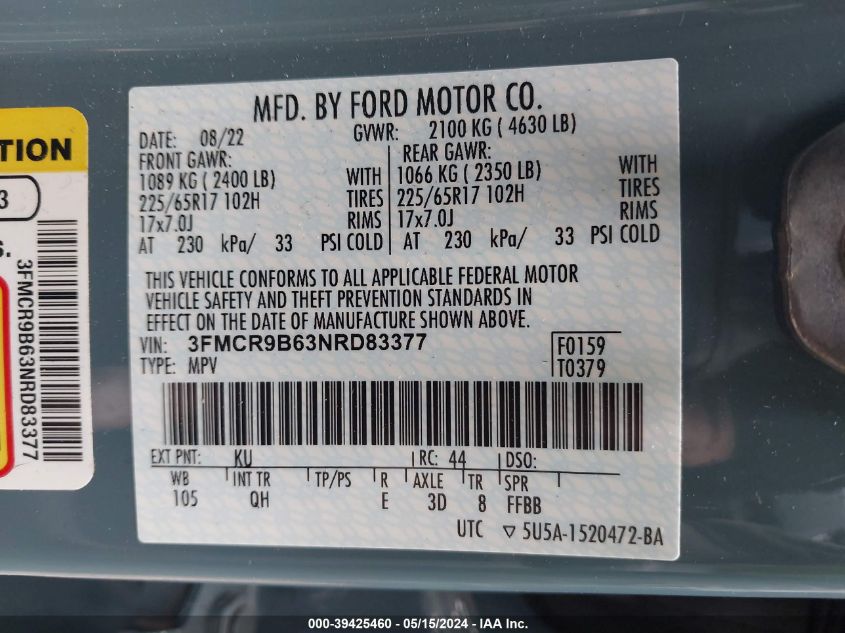 TION
3
S.
3FMCR9B63NRD83377
MFD. BY FORD MOTOR CO.
DATE: 08/22 GVWR: 2100 KG ( 4630 LB)
FRONT GAWR: REAR GAWR:
1089 KG ( 2400 LB) WITH 1066 KG ( 2350 LB) WITH
225/65R17 102H TIRES 225/65R17 102H TIRES
17x7.0J RIMS 17x7.0J RIMS
AT 230 kPa/ 33 PSI COLD AT 230 kPa/ 33 PSI COLD
THIS VEHICLE CONFORMS TO ALL APPLICABLE FEDERAL MOTOR
VEHICLE SAFETY AND THEFT PREVENTION STANDARDS IN
EFFECT ON THE DATE OF MANUFACTURE SHOWN ABOVE.
VIN: 3FMCR9B63NRD83377 F0159
TYPE: MPV T0379
EXT PNT: KU RC: 44 DSO:
WB INT TR TP/PS R AXLE TR SPR
105 QH E 3D 8 FFBB
UTC ▽ 5U5A-1520472-BA
000-39425460 - 05/15/2024 - IAA Inc.